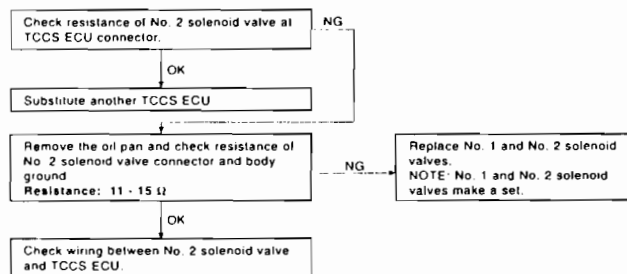 Check resistance of No. 2 solenoid valve at
TCCS ECU connector.
NG
OK
Substitute another TCCS ECU
Remove the oil pan and check resistance of
No. 2 solenoid valve connector and body
ground
Resistance: 11 - 15 Ω
NG
Replace No. 1 and No. 2 solenoid
valves.
NOTE: No. 1 and No. 2 solenoid
valves make a set.
OK
Check wiring between No. 2 solenoid valve
and TCCS ECU.